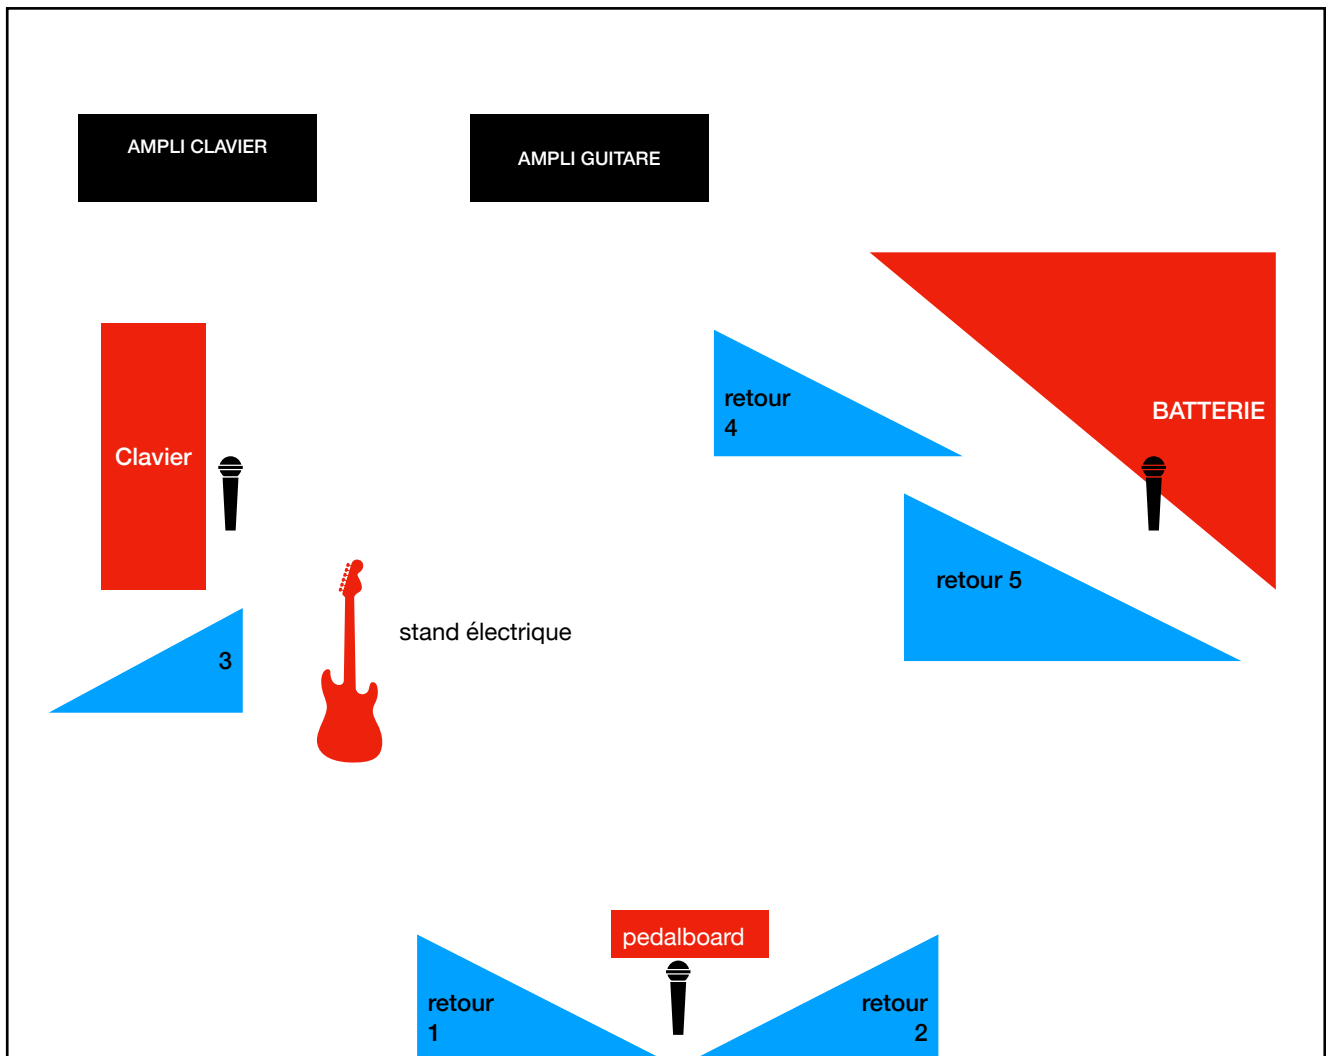 AMPLI CLAVIER
AMPLI GUITARE
retour
4
BATTERIE
Clavier
retour 5
stand électrique
3
pedalboard
retour
1
retour
2